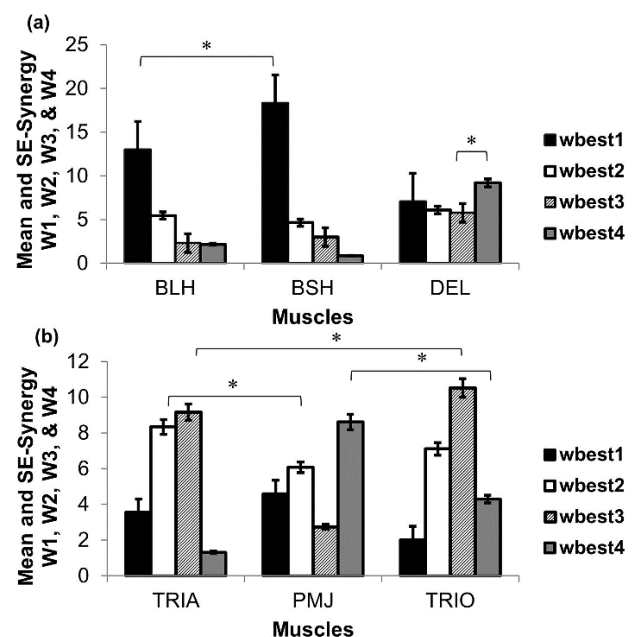 (a)
Mean and SE-Synergy
W1, W2, W3, & W4
25
20
15
10
5
0
*
*
BLH BSH DEL
Muscles
wbest1
wbest2
wbest3
wbest4
(b)
Mean and SE-Synergy
W1, W2, W3, & W4
12
10
8
6
4
2
0
*
*
*
TRIA PMJ TRIO
Muscles
wbest1
wbest2
wbest3
wbest4